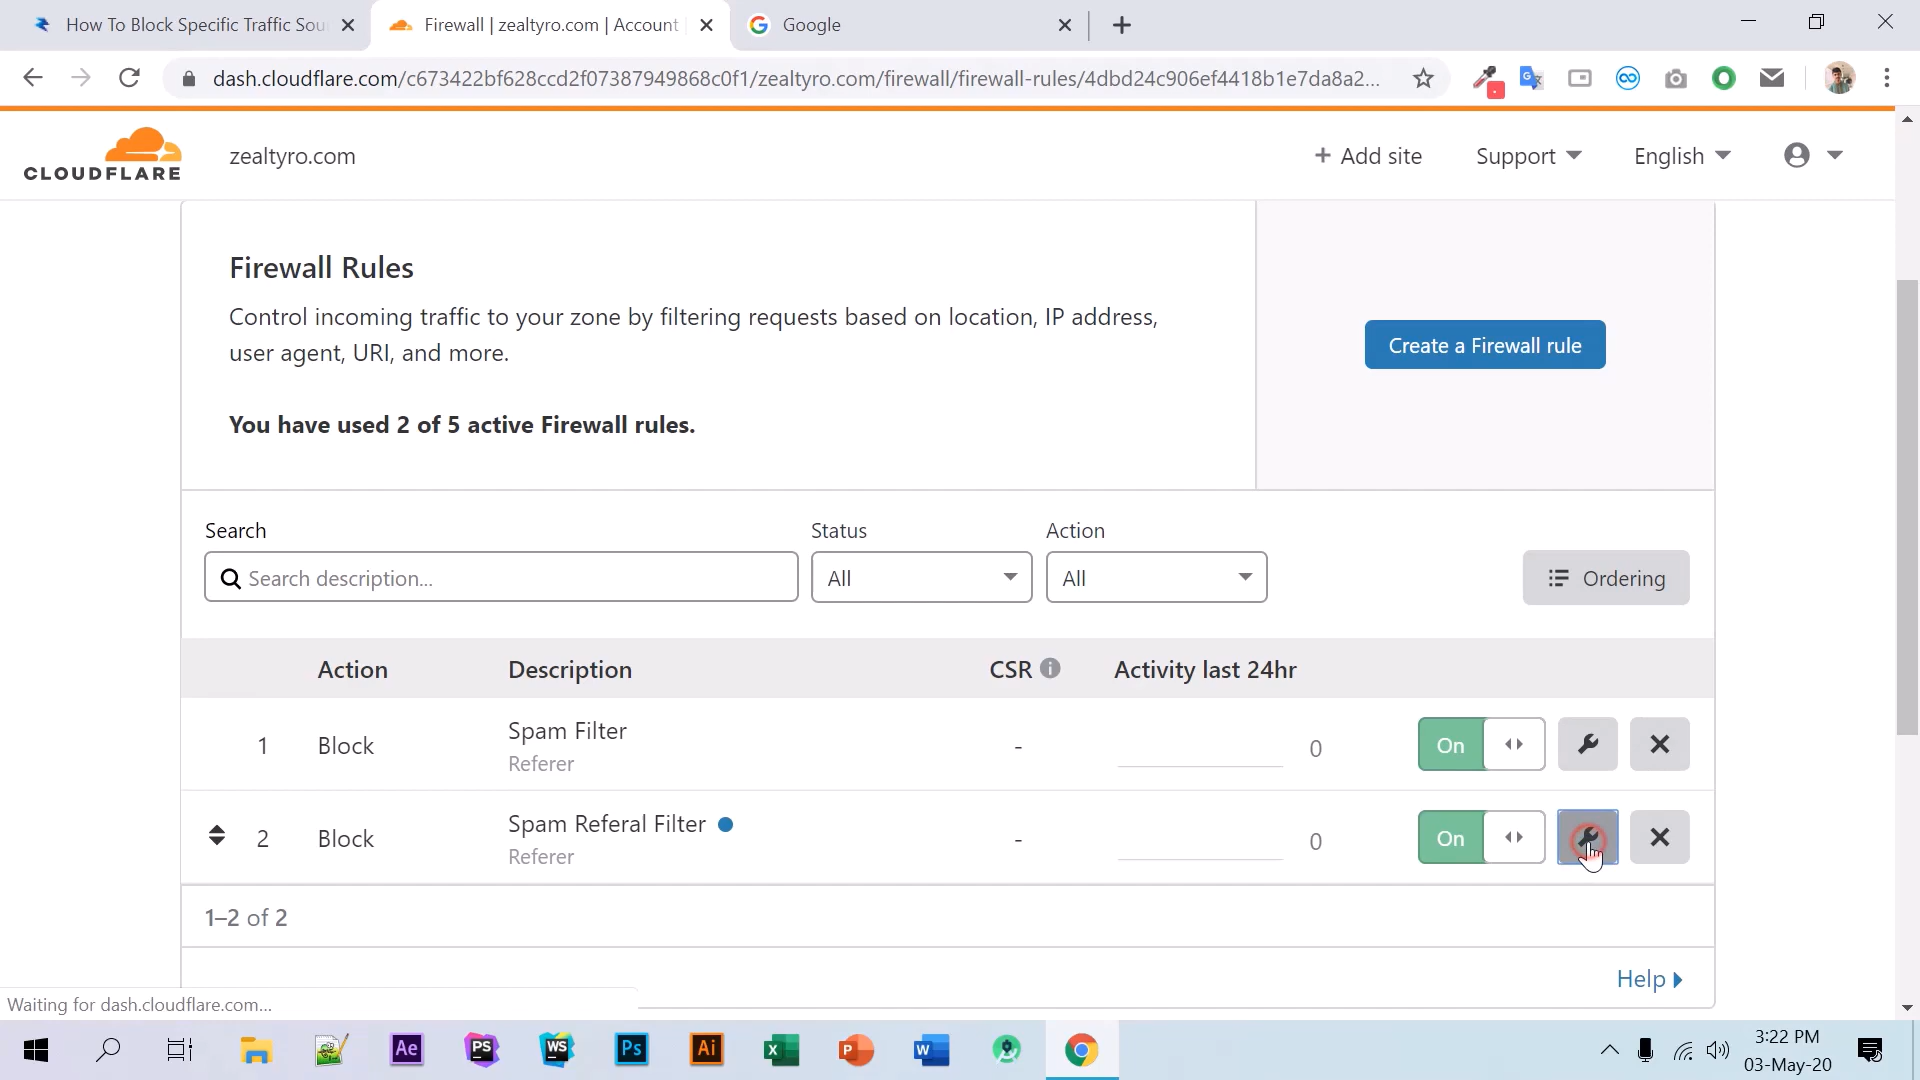 How To Block Specific Traffic Sou
Firewall | zealtyro.com | Account
Google
dash.cloudflare.com/c673422bf628ccd2f07387949868c0f1/zealtyro.com/firewall/firewall-rules/4dbd24c906ef4418b1e7da8a2...
CLOUDFLARE
zealtyro.com
+ Add site
Support
English
Firewall Rules
Control incoming traffic to your zone by filtering requests based on location, IP address,
user agent, URI, and more.
Create a Firewall rule
You have used 2 of 5 active Firewall rules.
Search
Status
Action
Search description...
All
All
Ordering
Action
Description
CSR
Activity last 24hr
1
Block
Spam Filter
Referer
-
0
On
2
Block
Spam Referal Filter
Referer
-
0
On
1–2 of 2
Help
Waiting for dash.cloudflare.com...
Ae
PS
WS
Ps
Ai
X
P
W
3:22 PM
03-May-20